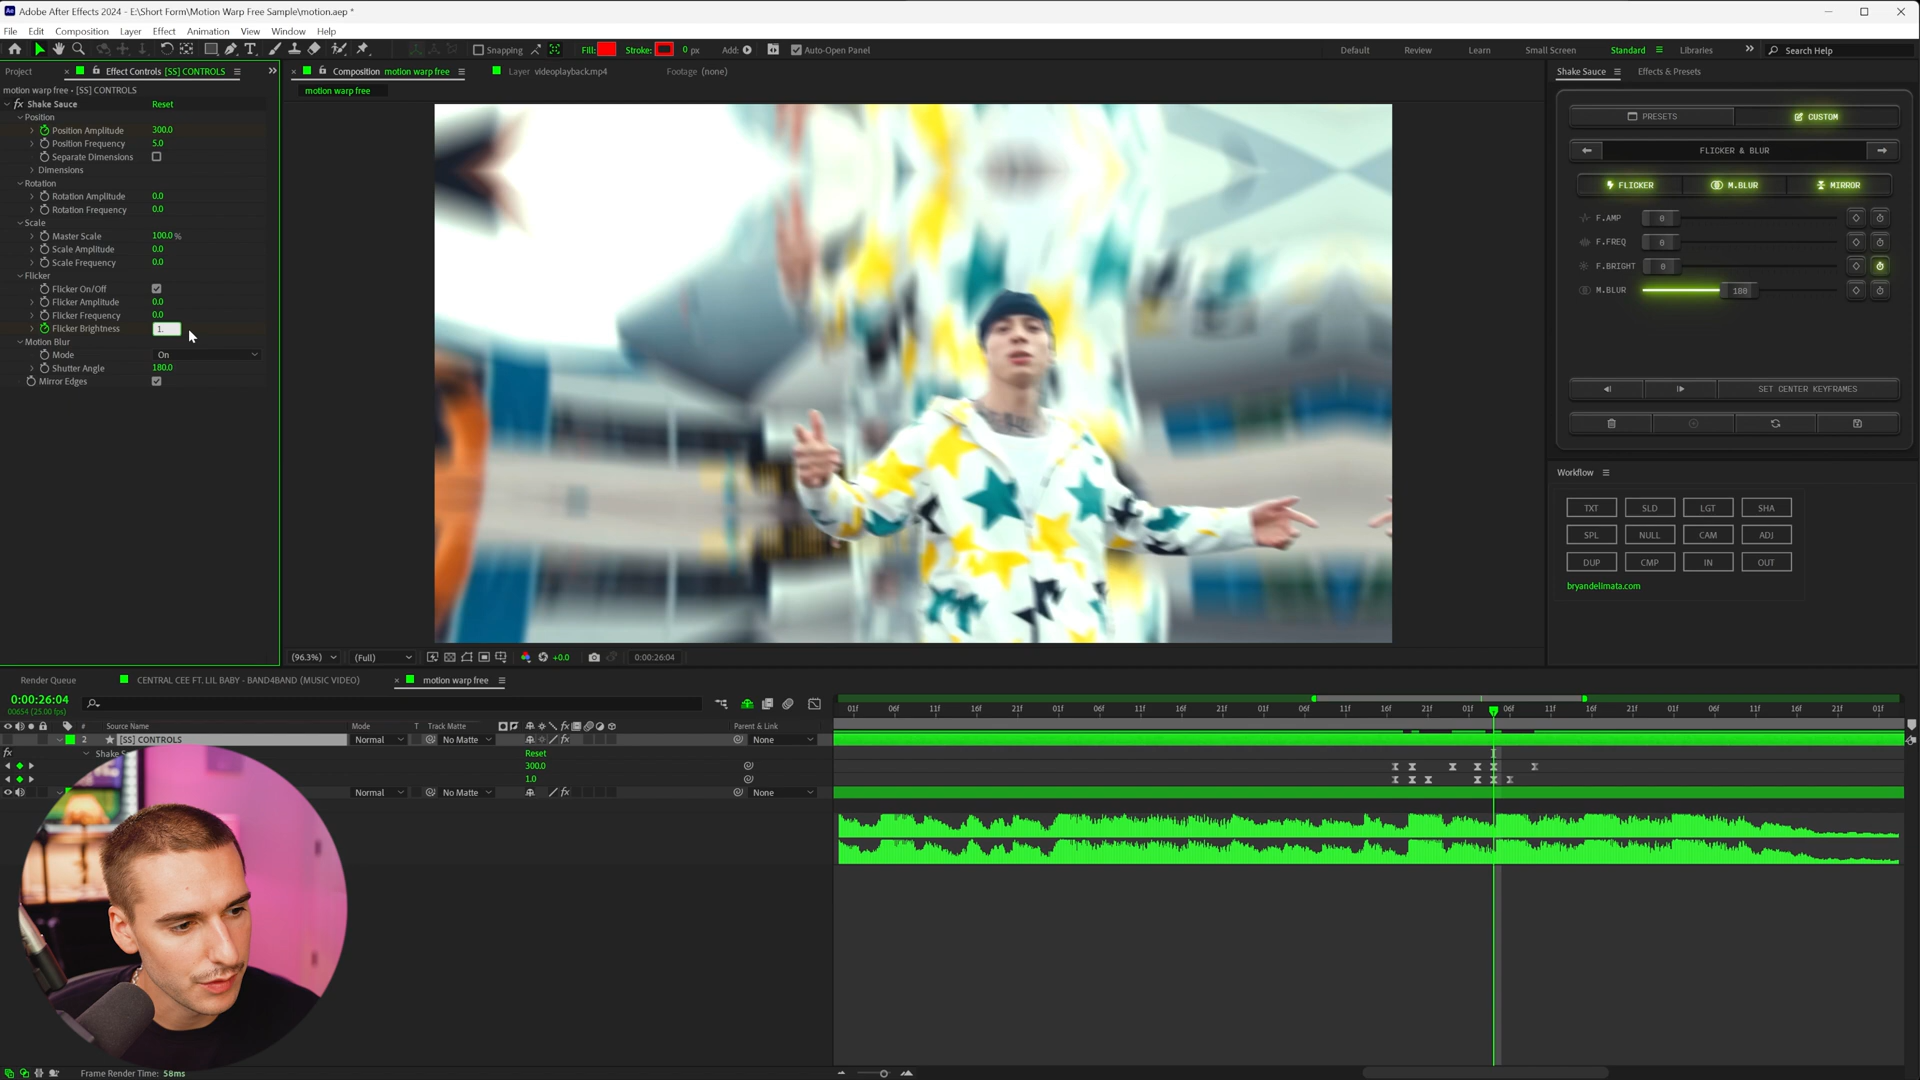 Adobe After Effects 2024 - E:\Short Form\Motion Warp Free Sample\motion.aep *
File Edit Composition Layer Effect Animation View Window Help
Snapping Fill: Stroke: 0 px Add: Auto-Open Panel Default Review Learn Small Screen Standard Libraries Search Help
Project Effect Controls [SS] CONTROLS
motion warp free • [SS] CONTROLS
fx Shake Sauce Reset
Position
Position Amplitude 300.0
Position Frequency 5.0
Separate Dimensions
Dimensions
Rotation
Rotation Amplitude 0.0
Rotation Frequency 0.0
Scale
Master Scale 100.0 %
Scale Amplitude 0.0
Scale Frequency 0.0
Flicker
Flicker On/Off
Flicker Amplitude 0.0
Flicker Frequency 0.0
Flicker Brightness 1.
Motion Blur
Mode On
Shutter Angle 180.0
Mirror Edges
Composition motion warp free Layer videoplayback.mp4 Footage (none)
motion warp free
(96.3%) (Full) +0.0 0:00:26:04
Shake Sauce Effects & Presets
PRESETS CUSTOM
FLICKER & BLUR
FLICKER M.BLUR MIRROR
F.AMP 0
F.FREQ 0
F.BRIGHT 0
M.BLUR 180
SET CENTER KEYFRAMES
Workflow
TXT SLD LGT SHA
SPL NULL CAM ADJ
DUP CMP IN OUT
bryandelimata.com
Render Queue CENTRAL CEE FT. LIL BABY - BAND4BAND (MUSIC VIDEO) motion warp free
0:00:26:04
00654 (25.00 fps)
# Source Name Mode T Track Matte Parent & Link
01f 06f 11f 16f 21f 01f 06f 11f 16f 21f 01f 06f 11f 16f 21f 01f 06f 11f 16f 21f 01f 06f 11f 16f 21f 01f
2 [SS] CONTROLS Normal No Matte fx None
fx Shake Reset
300.0
1.0
Normal No Matte fx None
Frame Render Time: 58ms